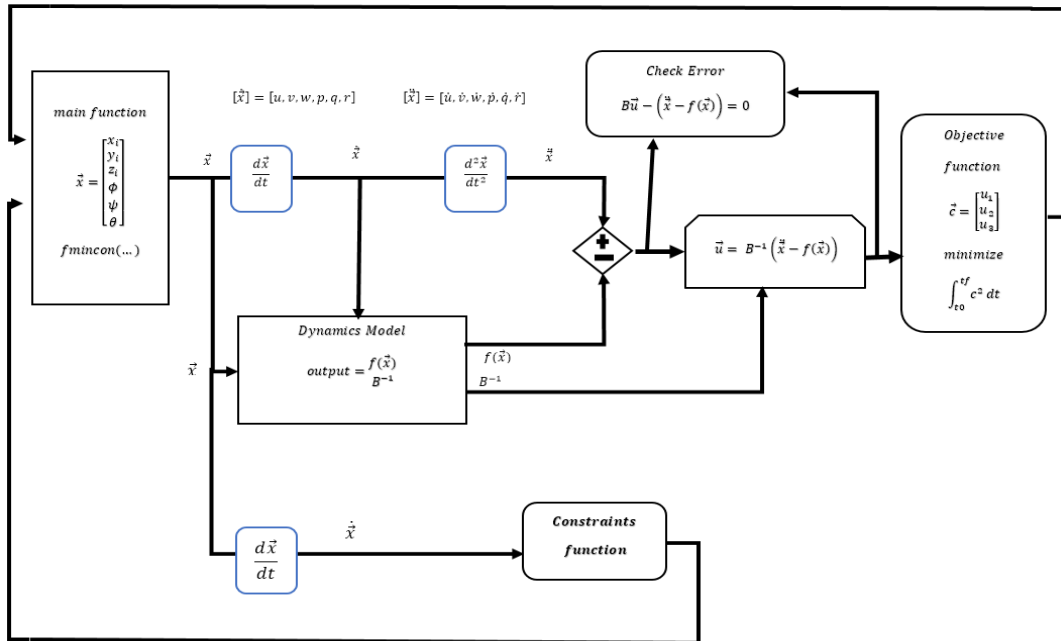 main function
x⃗ = [x_i
y_i
z_i
ϕ
ψ
θ]
fmincon(…)
[ẋ⃗] = [u, v, w, p, q, r]
[ẍ⃗] = [u̇, v̇, ẇ, ṗ, q̇, ṙ]
x⃗
dx⃗/dt
ẋ⃗
d²x⃗/dt²
ẍ⃗
Check Error
Bu⃗ − (ẍ⃗ − f(x⃗)) = 0
+
−
u⃗ = B⁻¹(ẍ⃗ − f(x⃗))
Objective
function
c⃗ = [u₁
u₂
u₃]
minimize
∫_{t0}^{tf} c² dt
x⃗
Dynamics Model
output = f(x⃗)
B⁻¹
f(x⃗)
B⁻¹
dx⃗/dt
ẋ⃗
Constraints
function